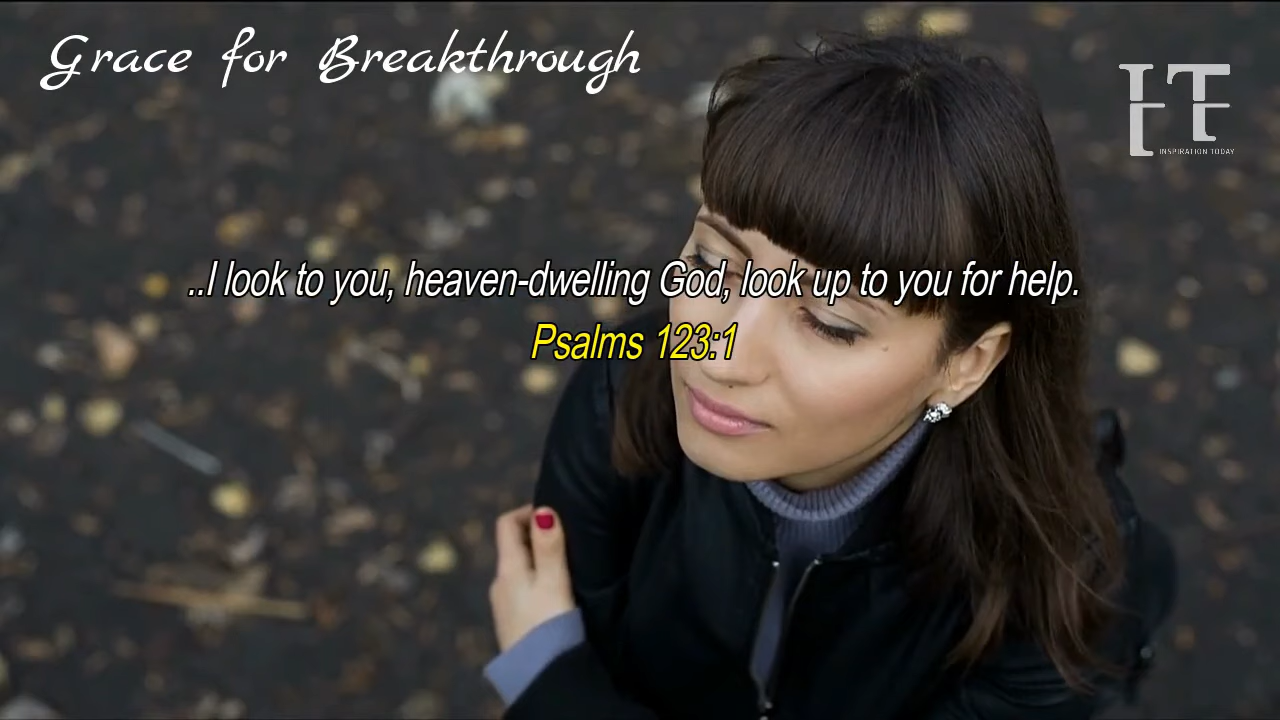 Grace for Breakthrough
INSPIRATION TODAY
..I look to you, heaven-dwelling God, look up to you for help.
Psalms 123:1